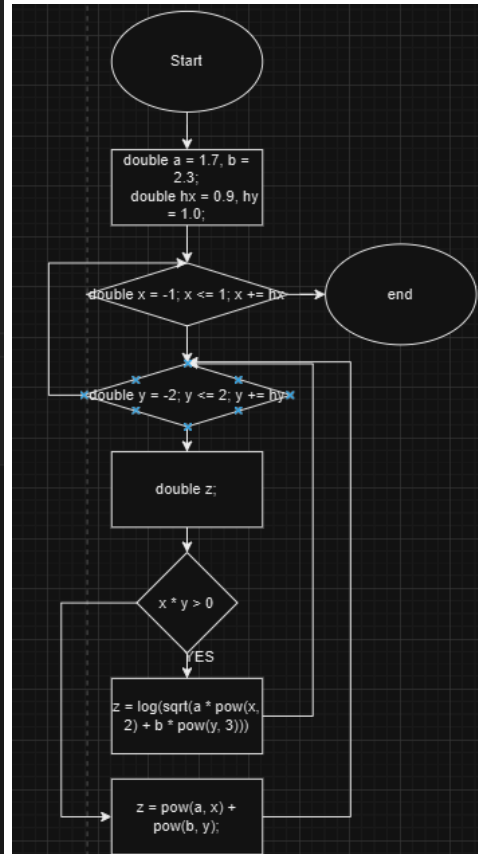 Start
double a = 1.7, b =
2.3;
double hx = 0.9, hy
= 1.0;
double x = -1; x <= 1; x += hx
end
double y = -2; y <= 2; y += hy
double z;
x * y > 0
YES
z = log(sqrt(a * pow(x,
2) + b * pow(y, 3)))
z = pow(a, x) +
pow(b, y);